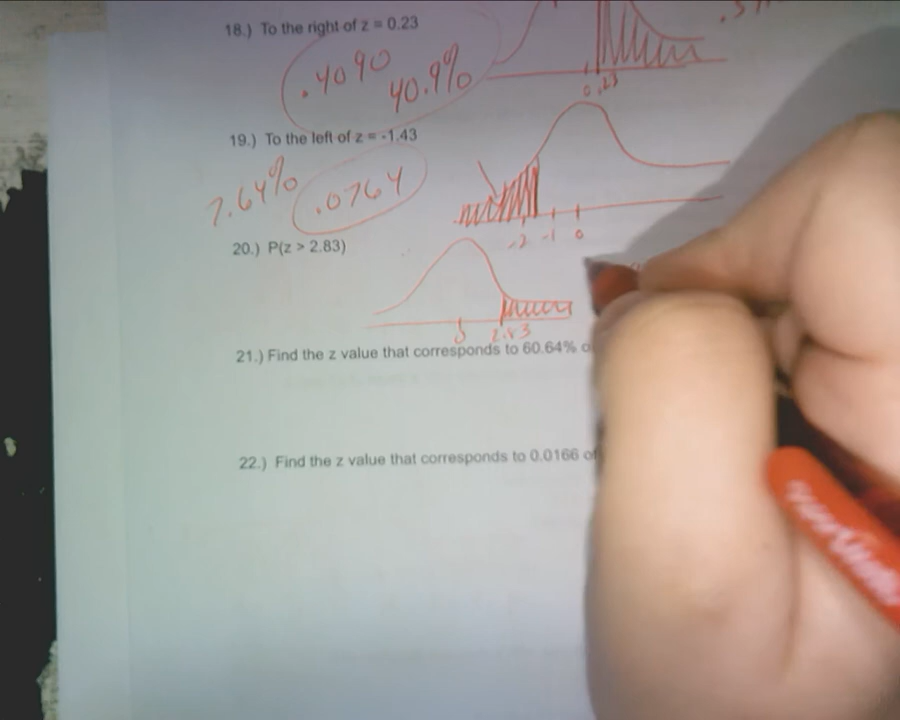 18.) To the right of z = 0.23
.4090
40.9%
0.23
19.) To the left of z = -1.43
7.64%
.0764
-2 -1 0
20.) P(z > 2.83)
2.83
21.) Find the z value that corresponds to 60.64% o
22.) Find the z value that corresponds to 0.0166 of